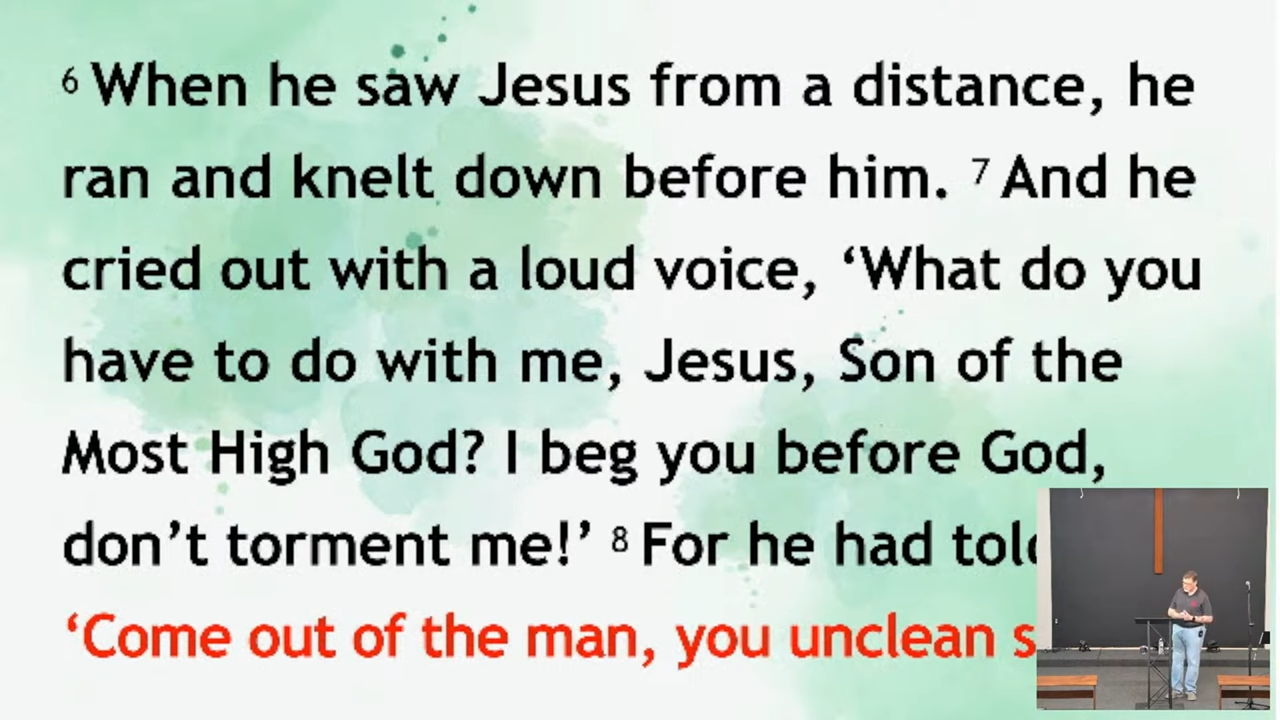 6 When he saw Jesus from a distance, he
ran and knelt down before him. 7 And he
cried out with a loud voice, ‘What do you
have to do with me, Jesus, Son of the
Most High God? I beg you before God,
don’t torment me!’ 8 For he had
‘Come out of the man, you unclean